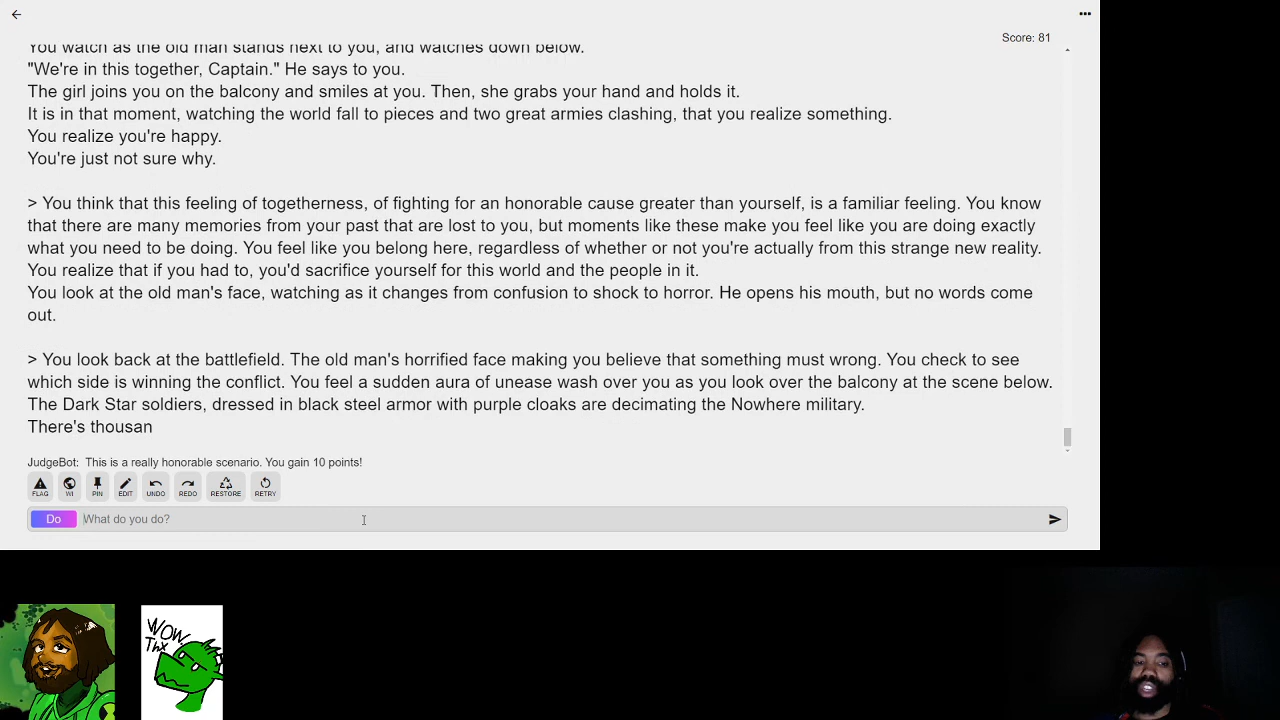 Score: 81
You watch as the old man stands next to you, and watches down below.
"We're in this together, Captain." He says to you.
The girl joins you on the balcony and smiles at you. Then, she grabs your hand and holds it.
It is in that moment, watching the world fall to pieces and two great armies clashing, that you realize something.
You realize you're happy.
You're just not sure why.
> You think that this feeling of togetherness, of fighting for an honorable cause greater than yourself, is a familiar feeling. You know
that there are many memories from your past that are lost to you, but moments like these make you feel like you are doing exactly
what you need to be doing. You feel like you belong here, regardless of whether or not you're actually from this strange new reality.
You realize that if you had to, you'd sacrifice yourself for this world and the people in it.
You look at the old man's face, watching as it changes from confusion to shock to horror. He opens his mouth, but no words come
out.
> You look back at the battlefield. The old man's horrified face making you believe that something must wrong. You check to see
which side is winning the conflict. You feel a sudden aura of unease wash over you as you look over the balcony at the scene below.
The Dark Star soldiers, dressed in black steel armor with purple cloaks are decimating the Nowhere military.
There's thousan
JudgeBot: This is a really honorable scenario. You gain 10 points!
FLAG WI PIN EDIT UNDO REDO RESTORE RETRY
Do What do you do?
WOW
Thx